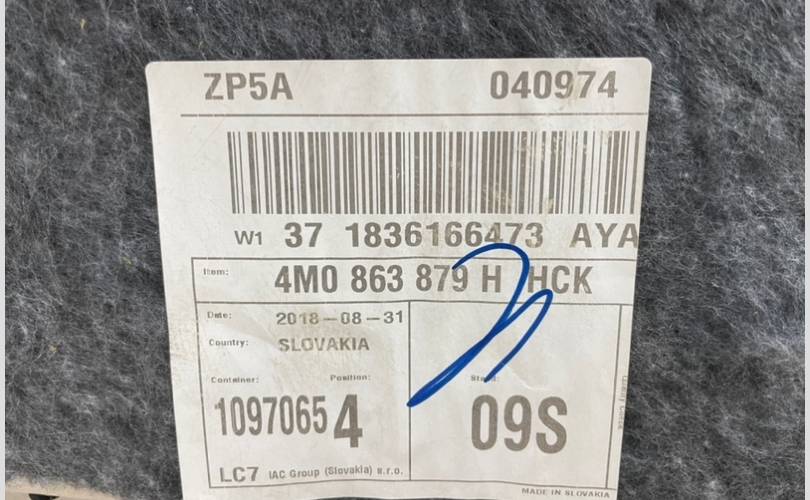 ZP5A 040974
W1 37 1836166473 AYA
Item: 4M0 863 879 H HCK
Date: 2018-08-31
Country: SLOVAKIA
Container: Position:
1097065 4 09S
LC7 IAC Group (Slovakia) s.r.o.
MADE IN SLOVAKIA